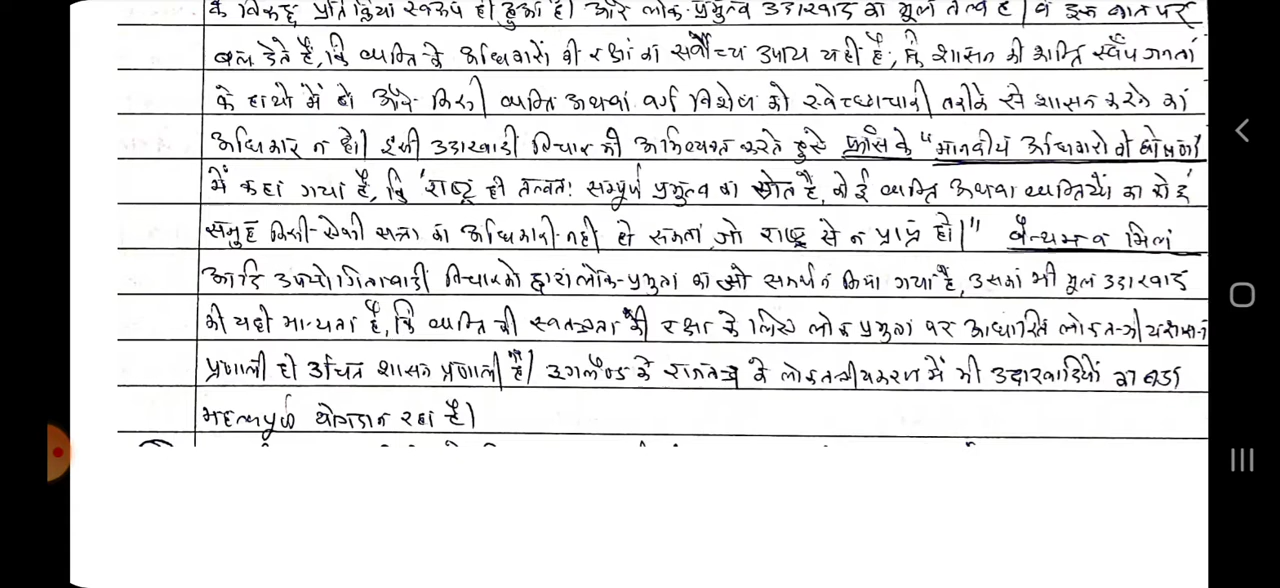 के विरुद्ध प्रतिक्रिया स्वरूप ही हुआ है। और लोक-प्रभुत्व उदारवाद का मूल तत्व है। वे इस बात पर
बल देते हैं, कि व्यक्ति के अधिकारों की रक्षा का सर्वोच्च उपाय यही है, कि शासन की शक्ति स्वयं जनता
के हाथो में हो और किसी व्यक्ति अथवा वर्ग विशेष को स्वेच्छाचारी तरीके से शासन करने का
अधिकार न हो। इसी उदारवादी विचार को अभिव्यक्त करते हुये फ्रांस के "मानवीय अधिकारो की घोषणा"
में कहा गया है, कि "राष्ट्र ही तत्वत: सम्पूर्ण प्रभुत्व का स्रोत है, कोई व्यक्ति अथवा व्यक्तियों का कोई
समुह किसी ऐसी सत्ता का अधिकारी नही हो सकता जो राष्ट्र से न प्राप्त हो।" बेन्थम व मिल
आदि उपयोगितावादी विचारको द्वारा लोक-प्रभुता का जो समर्थन किया गया है, उसका भी मूल उदारवाद
की यही मान्यता है, कि व्यक्ति की स्वतन्त्रता की रक्षा के लिए लोक प्रभुता पर आधारित लोकतन्त्रीय शासन
प्रणाली ही उचित शासन प्रणाली है। इंग्लैण्ड के राजतंत्र के लोकतन्त्रीयकरण में भी उदारवादियों का बडा
महत्वपूर्ण योगदान रहा है।